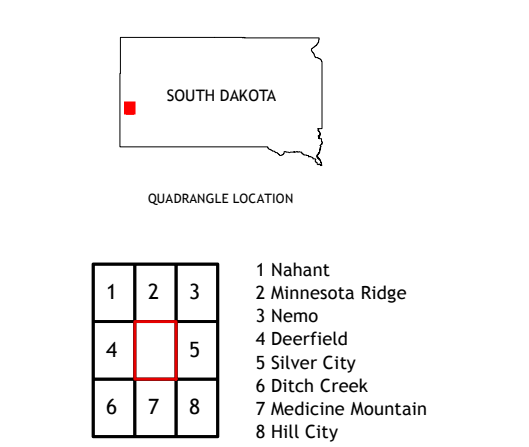 SOUTH DAKOTA
QUADRANGLE LOCATION
1 2 3
4 5
6 7 8
1 Nahant
2 Minnesota Ridge
3 Nemo
4 Deerfield
5 Silver City
6 Ditch Creek
7 Medicine Mountain
8 Hill City